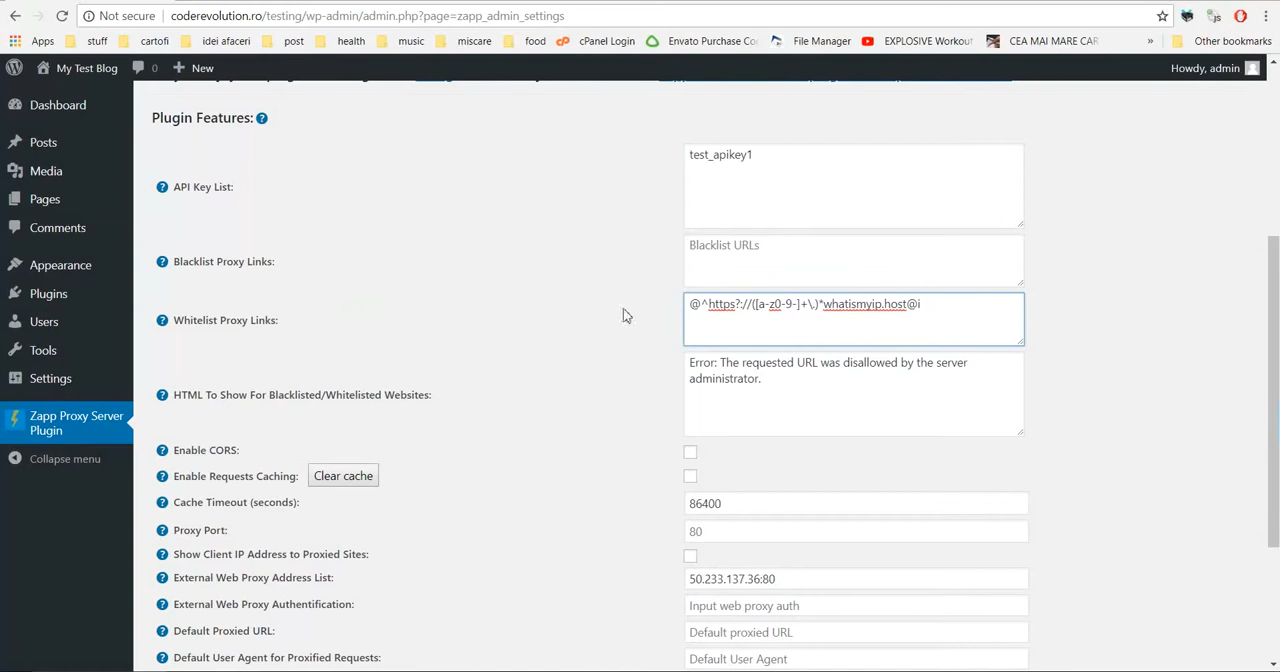 Not secure | coderevolution.ro/testing/wp-admin/admin.php?page=zapp_admin_settings
Apps stuff cartofi idei afaceri post health music miscare food cPanel Login Envato Purchase Co File Manager EXPLOSIVE Workout CEA MAI MARE CAR » Other bookmarks
My Test Blog 0 New Howdy, admin
Dashboard
Posts
Media
Pages
Comments
Appearance
Plugins
Users
Tools
Settings
Zapp Proxy Server
Plugin
Collapse menu
Plugin Features:
API Key List:
test_apikey1
Blacklist Proxy Links:
Blacklist URLs
Whitelist Proxy Links:
@^https?://([a-z0-9-]+\.)*whatismyip.host@i
HTML To Show For Blacklisted/Whitelisted Websites:
Error: The requested URL was disallowed by the server
administrator.
Enable CORS:
Enable Requests Caching: Clear cache
Cache Timeout (seconds): 86400
Proxy Port: 80
Show Client IP Address to Proxied Sites:
External Web Proxy Address List: 50.233.137.36:80
External Web Proxy Authentification: Input web proxy auth
Default Proxied URL: Default proxied URL
Default User Agent for Proxified Requests: Default User Agent